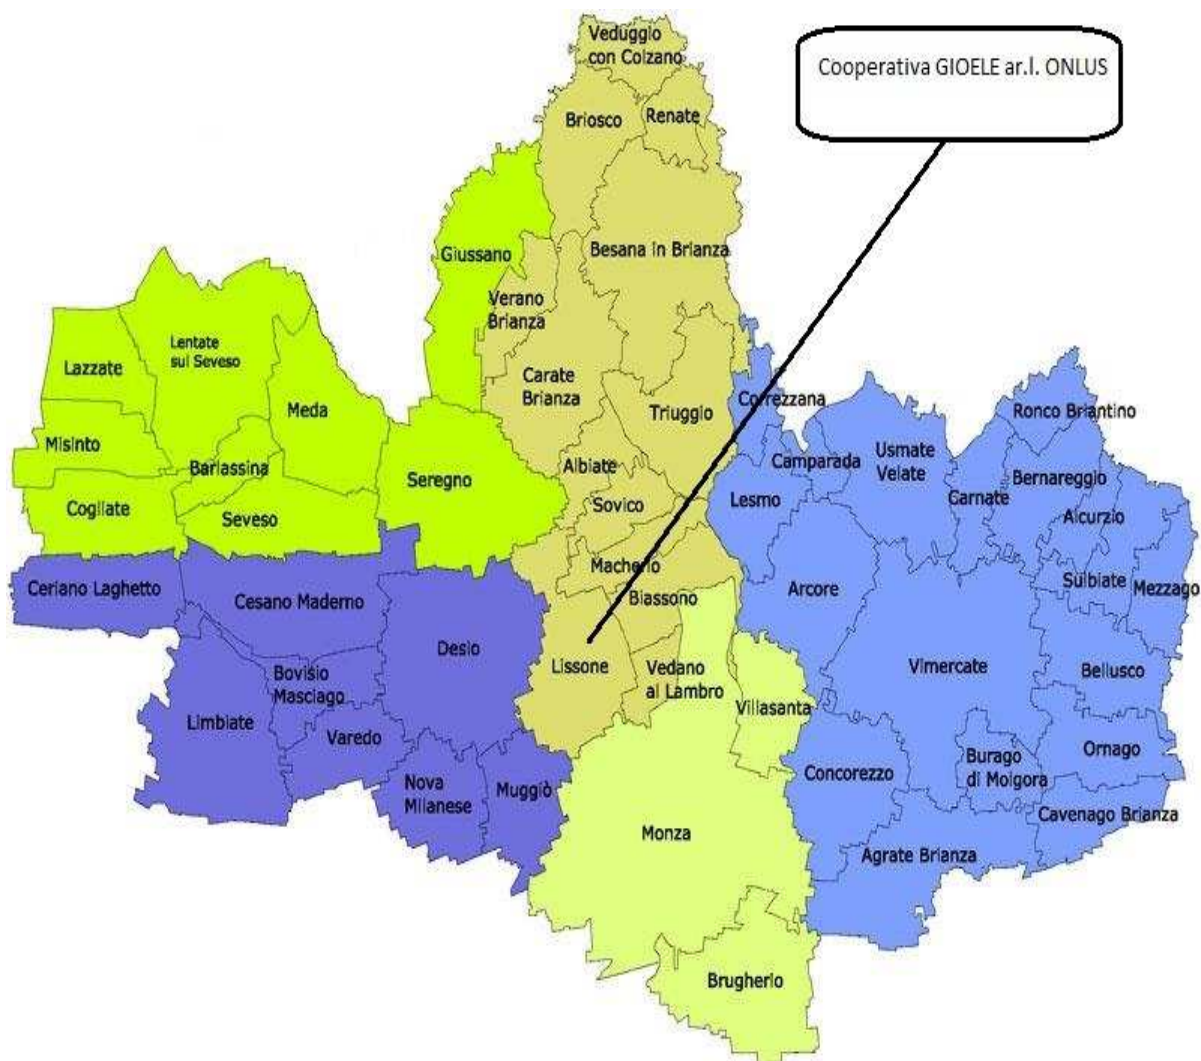 Veduggio
con Colzano
Cooperativa GIOELE ar.l. ONLUS
Briosco
Renate
Giussano
Besana in Brianza
Verano
Brianza
Lentate
sul Seveso
Lazzate
Carate
Brianza
Meda
Triuggio
Correzzana
Ronco Briantino
Misinto
Barlassina
Albiate
Camparada
Usmate
Velate
Bernareggio
Seregno
Lesmo
Carnate
Cogliate
Seveso
Sovico
Aicurzio
Macherio
Ceriano Laghetto
Cesano Maderno
Arcore
Sulbiate
Mezzago
Biassono
Desio
Lissone
Vedano
al Lambro
Vimercate
Bellusco
Bovisio
Masciago
Villasanta
Limbiate
Varedo
Ornago
Nova
Milanese
Muggiò
Concorezzo
Burago
di Molgora
Cavenago Brianza
Monza
Agrate Brianza
Brugherio